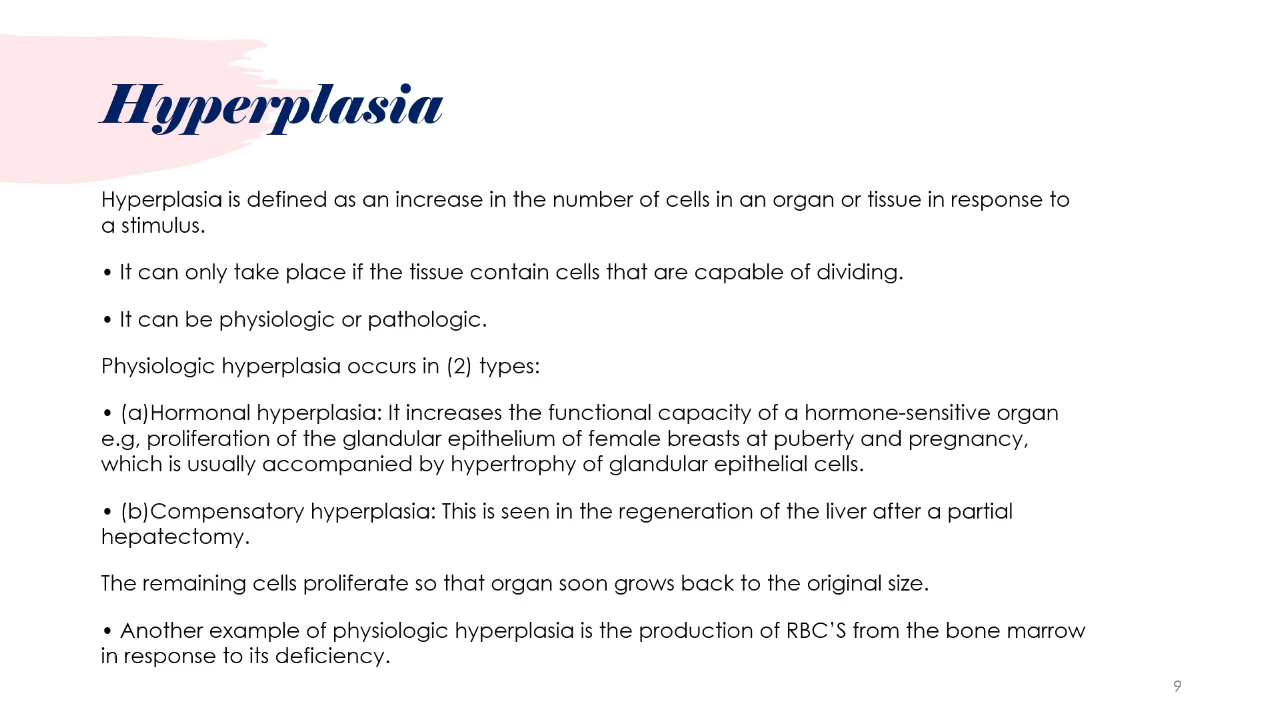 Hyperplasia
Hyperplasia is defined as an increase in the number of cells in an organ or tissue in response to
a stimulus.
• It can only take place if the tissue contain cells that are capable of dividing.
• It can be physiologic or pathologic.
Physiologic hyperplasia occurs in (2) types:
• (a)Hormonal hyperplasia: It increases the functional capacity of a hormone-sensitive organ
e.g, proliferation of the glandular epithelium of female breasts at puberty and pregnancy,
which is usually accompanied by hypertrophy of glandular epithelial cells.
• (b)Compensatory hyperplasia: This is seen in the regeneration of the liver after a partial
hepatectomy.
The remaining cells proliferate so that organ soon grows back to the original size.
• Another example of physiologic hyperplasia is the production of RBC’S from the bone marrow
in response to its deficiency.
9